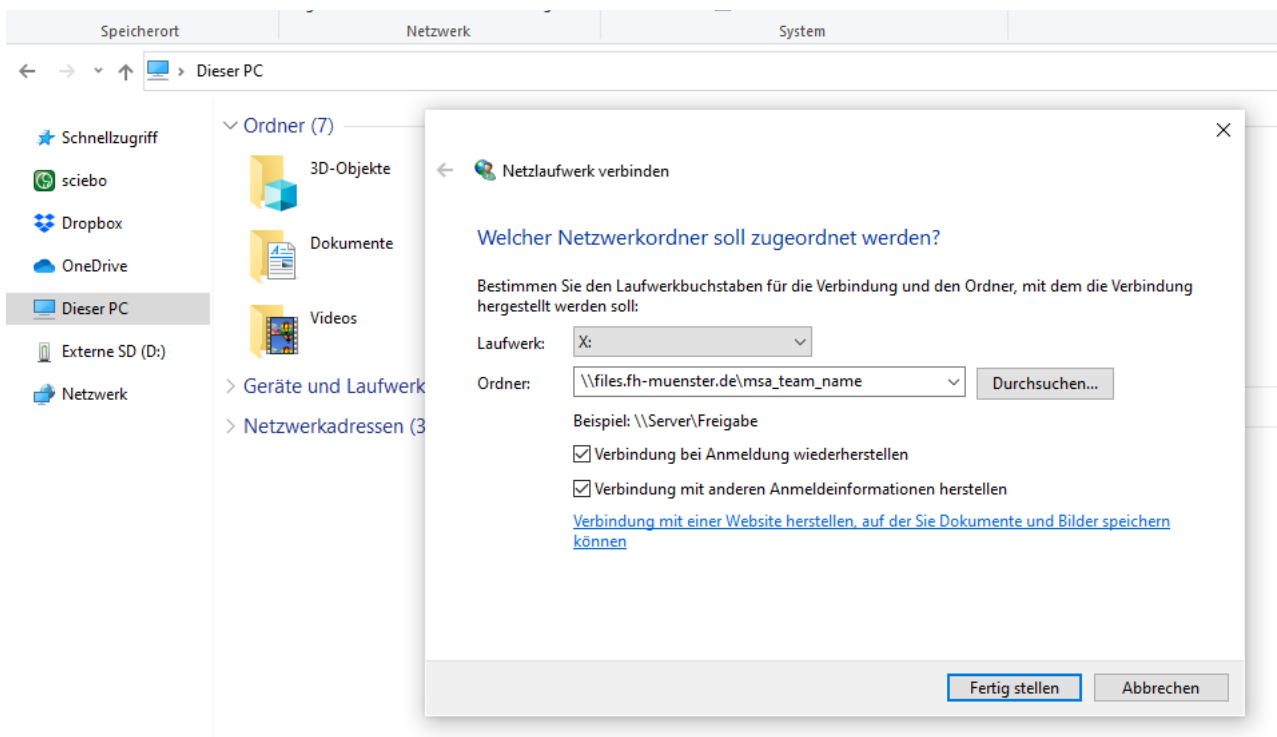 Speicherort
Netzwerk
System
Dieser PC
Schnellzugriff
sciebo
Dropbox
OneDrive
Dieser PC
Externe SD (D:)
Netzwerk
Ordner (7)
3D-Objekte
Dokumente
Videos
Geräte und Laufwerk
Netzwerkadressen (3
Netzlaufwerk verbinden
Welcher Netzwerkordner soll zugeordnet werden?
Bestimmen Sie den Laufwerkbuchstaben für die Verbindung und den Ordner, mit dem die Verbindung
hergestellt werden soll:
Laufwerk:
X:
Ordner:
\\files.fh-muenster.de\msa_team_name
Durchsuchen...
Beispiel: \\Server\Freigabe
Verbindung bei Anmeldung wiederherstellen
Verbindung mit anderen Anmeldeinformationen herstellen
Verbindung mit einer Website herstellen, auf der Sie Dokumente und Bilder speichern
können
Fertig stellen
Abbrechen